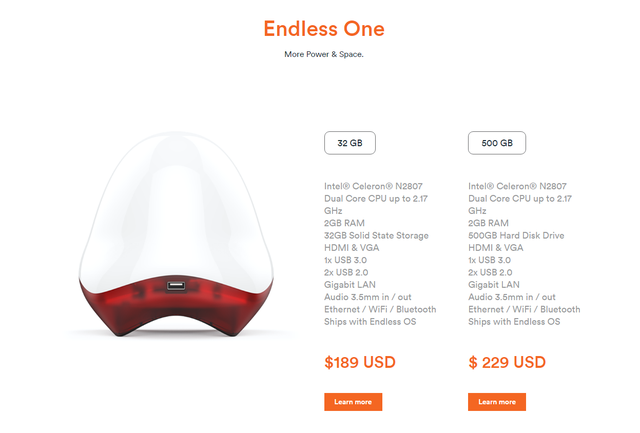 Endless One
More Power & Space.
32 GB
Intel® Celeron® N2807
Dual Core CPU up to 2.17
GHz
2GB RAM
32GB Solid State Storage
HDMI & VGA
1x USB 3.0
2x USB 2.0
Gigabit LAN
Audio 3.5mm in / out
Ethernet / WiFi / Bluetooth
Ships with Endless OS
$189 USD
Learn more
500 GB
Intel® Celeron® N2807
Dual Core CPU up to 2.17
GHz
2GB RAM
500GB Hard Disk Drive
HDMI & VGA
1x USB 3.0
2x USB 2.0
Gigabit LAN
Audio 3.5mm in / out
Ethernet / WiFi / Bluetooth
Ships with Endless OS
$ 229 USD
Learn more